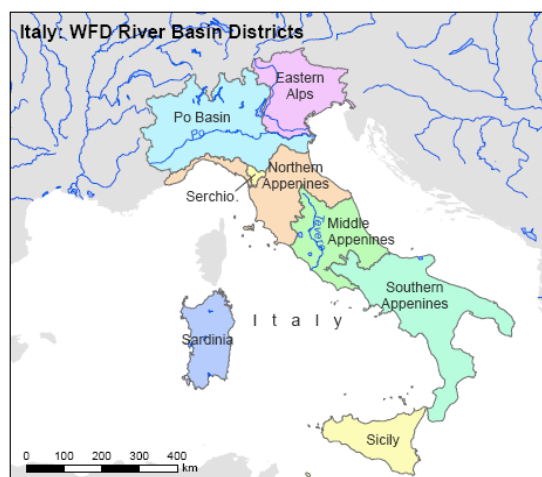 Italy: WFD River Basin Districts
Eastern
Alps
Po Basin
Po
Northern
Appenines
Serchio
Middle
Appenines
Tevere
Southern
Appenines
Italy
Sardinia
Sicily
0 100 200 300 400
km